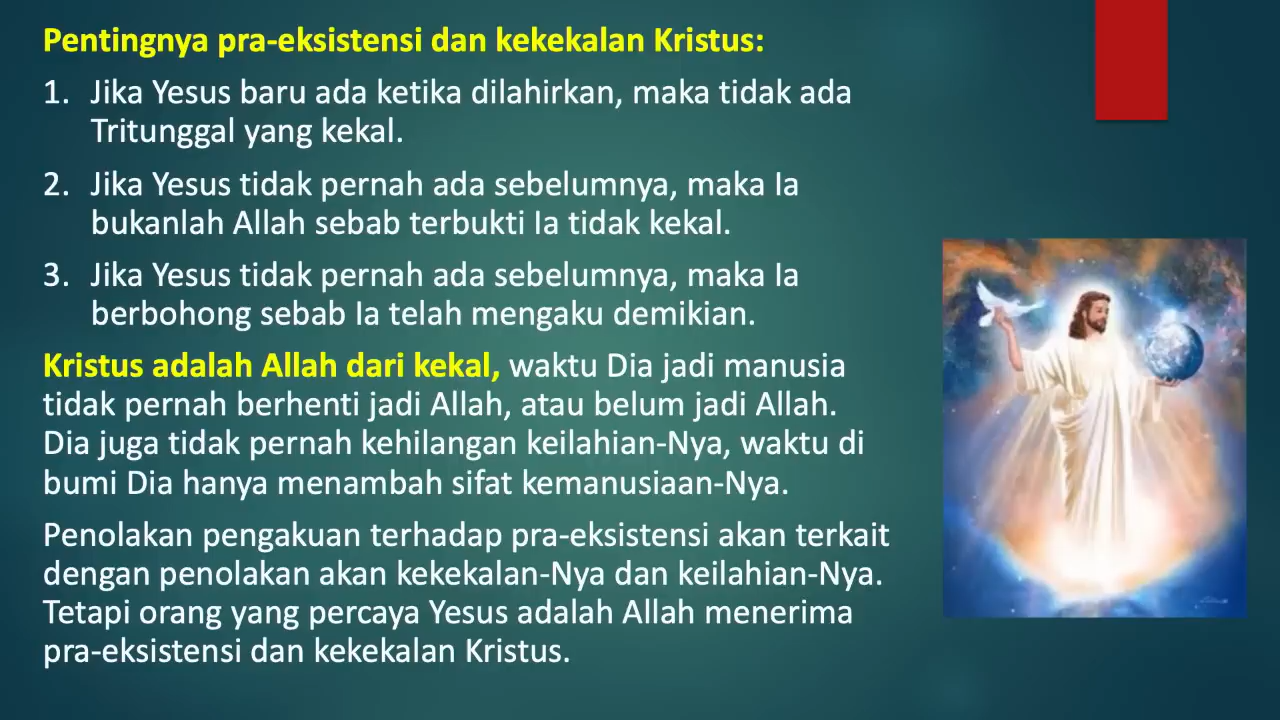 Pentingnya pra-eksistensi dan kekekalan Kristus:
1. Jika Yesus baru ada ketika dilahirkan, maka tidak ada
Tritunggal yang kekal.
2. Jika Yesus tidak pernah ada sebelumnya, maka Ia
bukanlah Allah sebab terbukti Ia tidak kekal.
3. Jika Yesus tidak pernah ada sebelumnya, maka Ia
berbohong sebab Ia telah mengaku demikian.
Kristus adalah Allah dari kekal, waktu Dia jadi manusia
tidak pernah berhenti jadi Allah, atau belum jadi Allah.
Dia juga tidak pernah kehilangan keilahian-Nya, waktu di
bumi Dia hanya menambah sifat kemanusiaan-Nya.
Penolakan pengakuan terhadap pra-eksistensi akan terkait
dengan penolakan akan kekekalan-Nya dan keilahian-Nya.
Tetapi orang yang percaya Yesus adalah Allah menerima
pra-eksistensi dan kekekalan Kristus.